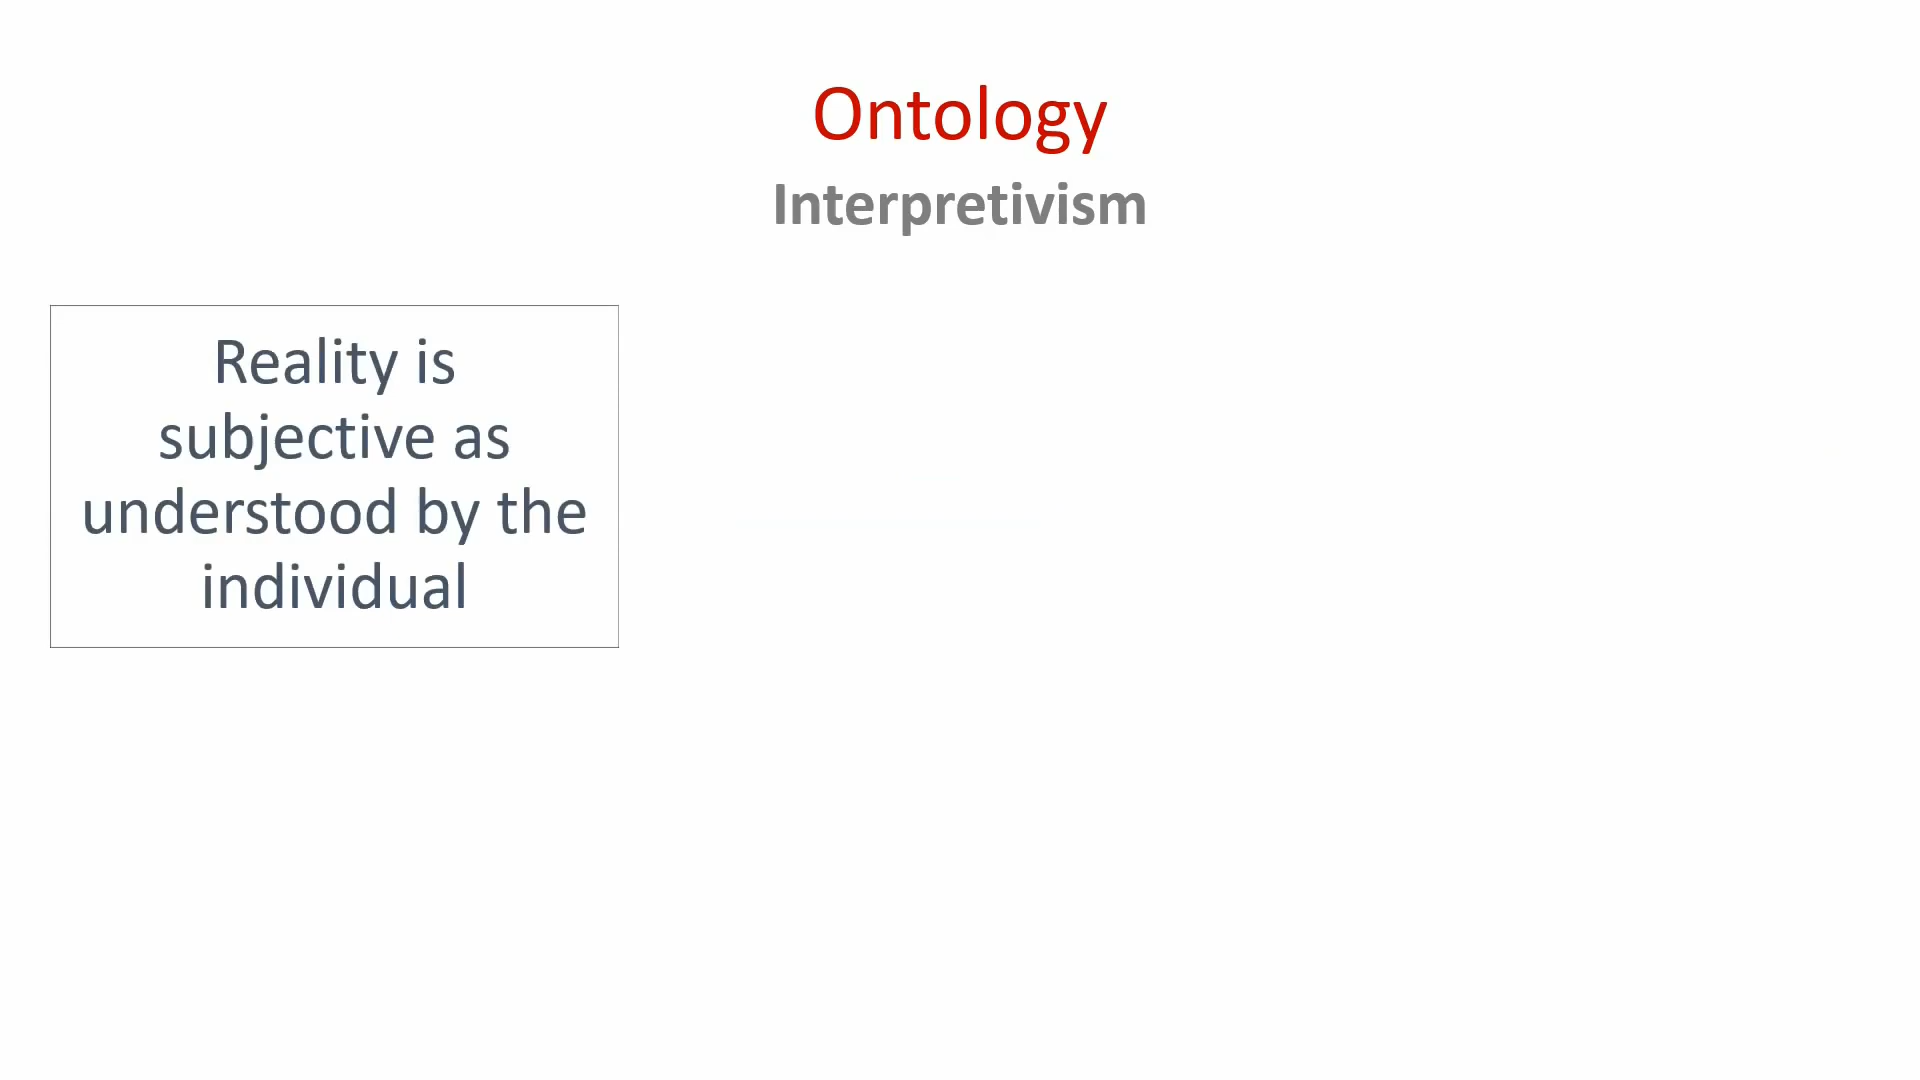 Ontology
Interpretivism
Reality is
subjective as
understood by the
individual